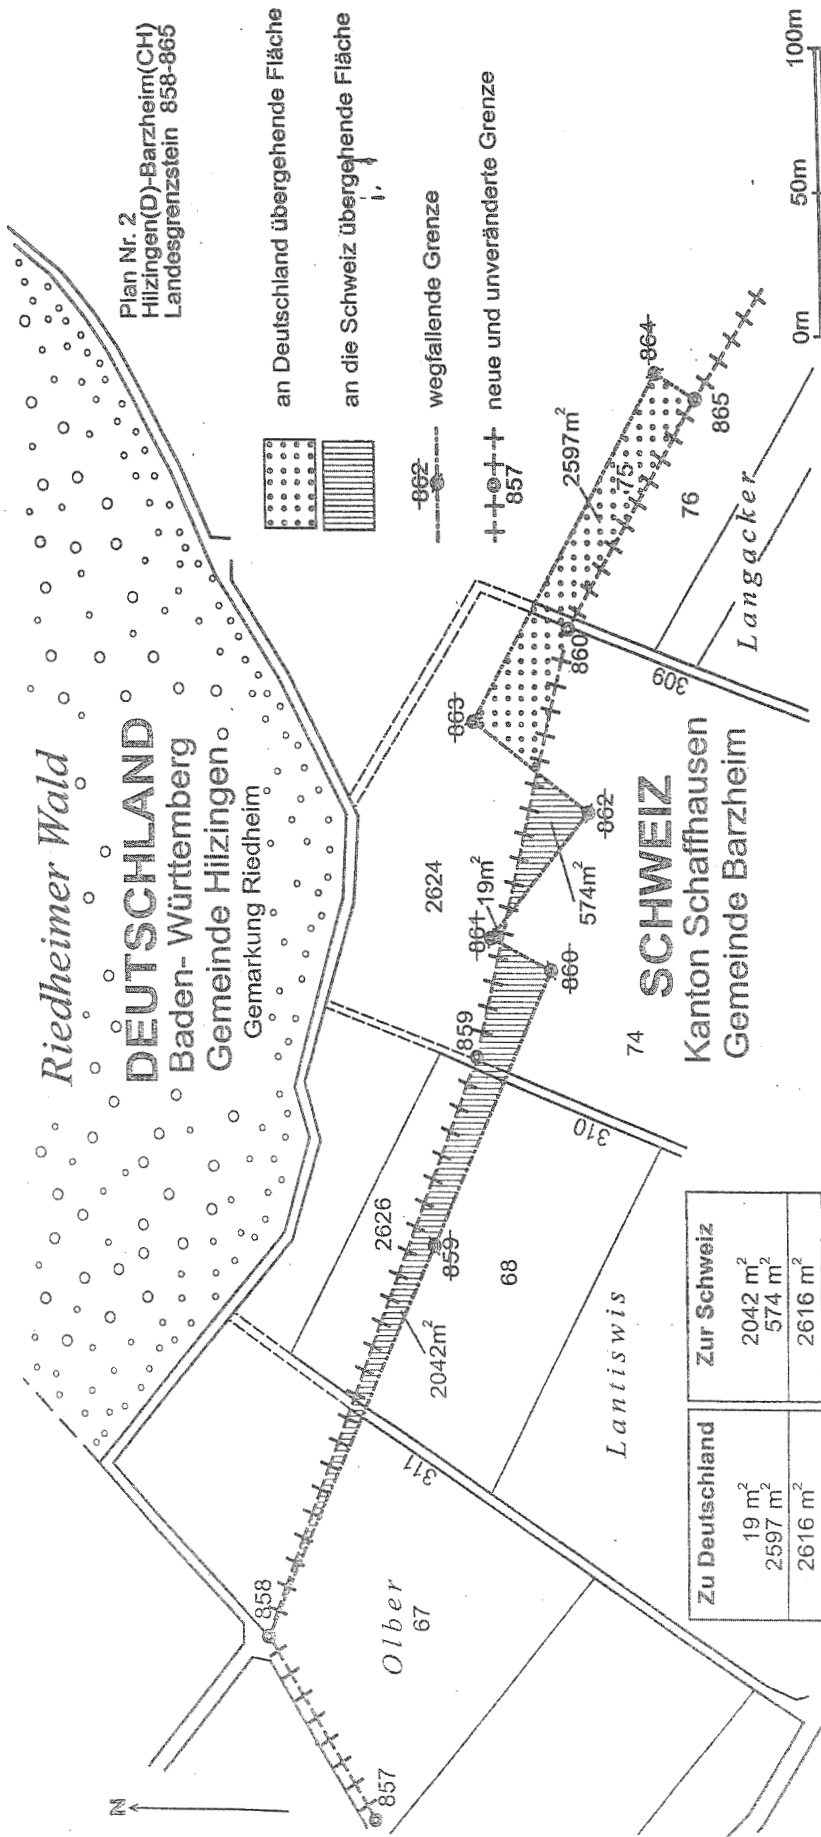 Plan Nr. 2
Hilzingen(D)-Barzheim(CH)
Landesgrenzstein 858-865
an Deutschland übergehende Fläche
an die Schweiz übergehende Fläche
862
wegfallende Grenze
857
neue und unveränderte Grenze
Riedheimer Wald
DEUTSCHLAND
Baden-Württemberg
Gemeinde Hilzingen
Gemarkung Riedheim
N
857
858
Olber
67
311
2042m²
2626
859
68
Lantiswis
310
859
2624
861
19m²
860
574m²
862
863
860
74
SCHWEIZ
Kanton Schaffhausen
Gemeinde Barzheim
309
2597m²
75
864
865
76
Langacker
0m
50m
100m
Zu Deutschland
Zur Schweiz
19 m²
2042 m²
2597 m²
574 m²
2616 m²
2616 m²